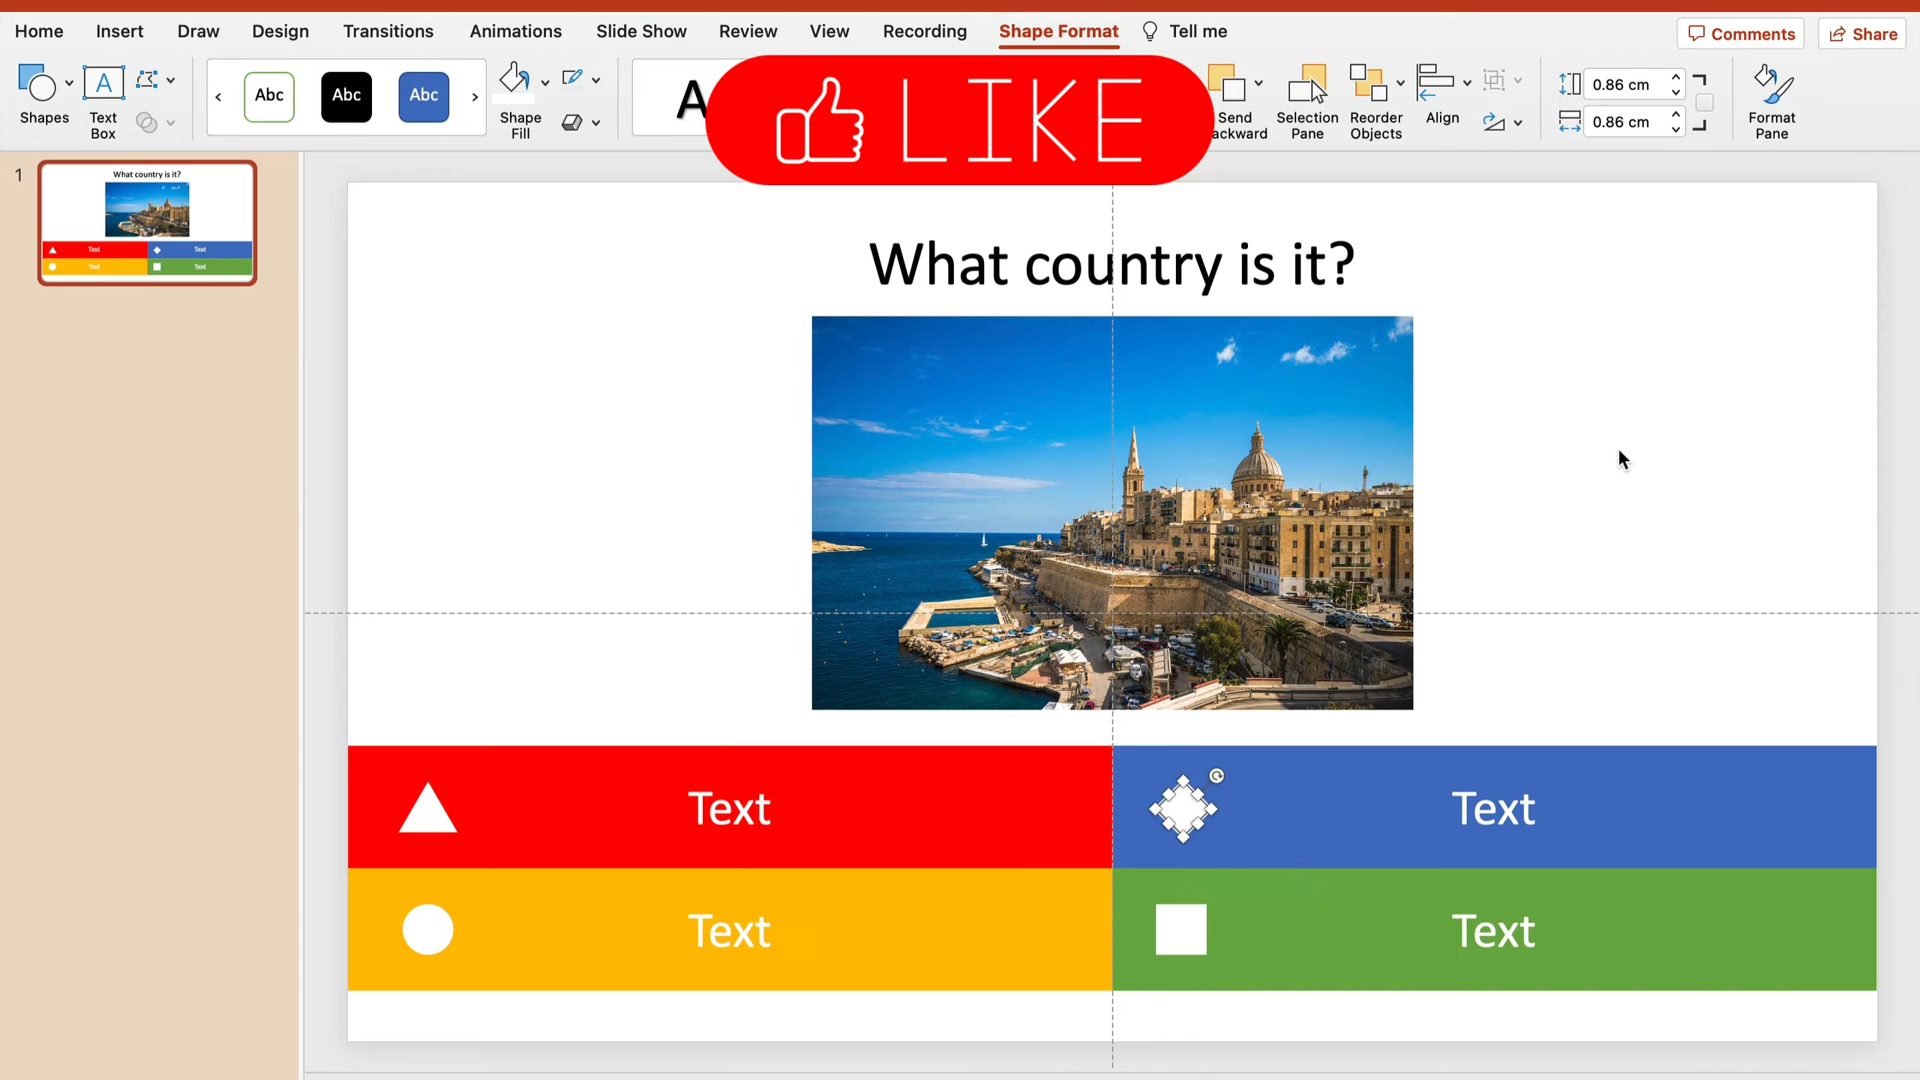 Home Insert Draw Design Transitions Animations Slide Show Review View Recording Shape Format Tell me Comments Share
Abc Abc Abc A LIKE 0.86 cm
0.86 cm
Shapes Text Box Shape Fill Send ackward Selection Pane Reorder Objects Align Format Pane
1
What country is it?
Text Text
Text Text
What country is it?
Text Text
Text Text